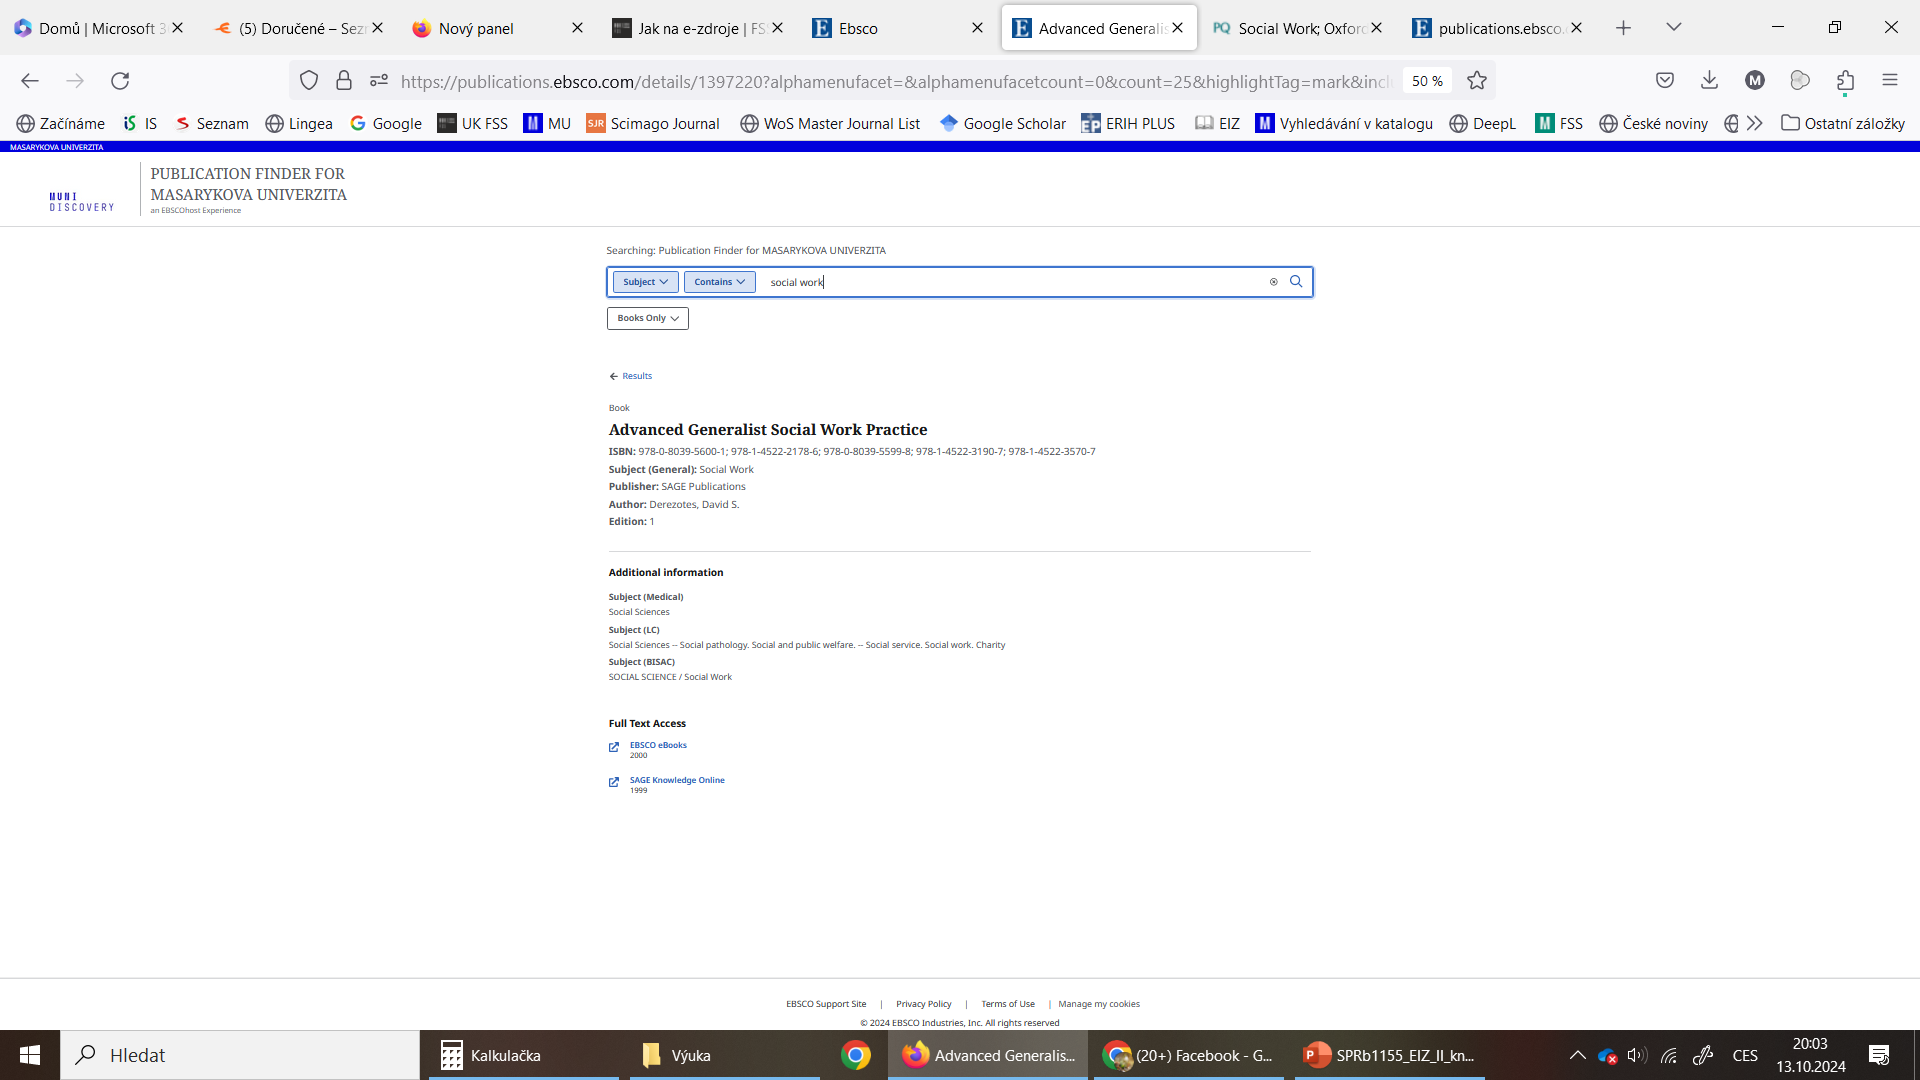 Domů | Microsoft 3
(5) Doručené – Sezn
Nový panel
Jak na e-zdroje | FSS
Ebsco
Advanced Generalis
Social Work; Oxford
publications.ebsco.
https://publications.ebsco.com/details/1397220?alphamenufacet=&alphamenufacetcount=0&count=25&highlightTag=mark&incl
50 %
Začínáme
IS
Seznam
Lingea
Google
UK FSS
MU
Scimago Journal
WoS Master Journal List
Google Scholar
ERIH PLUS
EIZ
Vyhledávání v katalogu
DeepL
FSS
České noviny
Ostatní záložky
MASARYKOVA UNIVERZITA
MUNI
DISCOVERY
PUBLICATION FINDER FOR
MASARYKOVA UNIVERZITA
an EBSCOhost Experience
Searching: Publication Finder for MASARYKOVA UNIVERZITA
Subject Contains social work
Books Only
Results
Book
Advanced Generalist Social Work Practice
ISBN: 978-0-8039-5600-1; 978-1-4522-2178-6; 978-0-8039-5599-8; 978-1-4522-3190-7; 978-1-4522-3570-7
Subject (General): Social Work
Publisher: SAGE Publications
Author: Derezotes, David S.
Edition: 1
Additional information
Subject (Medical)
Social Sciences
Subject (LC)
Social Sciences -- Social pathology. Social and public welfare. -- Social service. Social work. Charity
Subject (BISAC)
SOCIAL SCIENCE / Social Work
Full Text Access
EBSCO eBooks
2000
SAGE Knowledge Online
1999
EBSCO Support Site | Privacy Policy | Terms of Use | Manage my cookies
© 2024 EBSCO Industries, Inc. All rights reserved
Hledat
Kalkulačka
Výuka
Advanced Generalis...
(20+) Facebook - G...
SPRb1155_EIZ_II_kn...
CES
20:03
13.10.2024